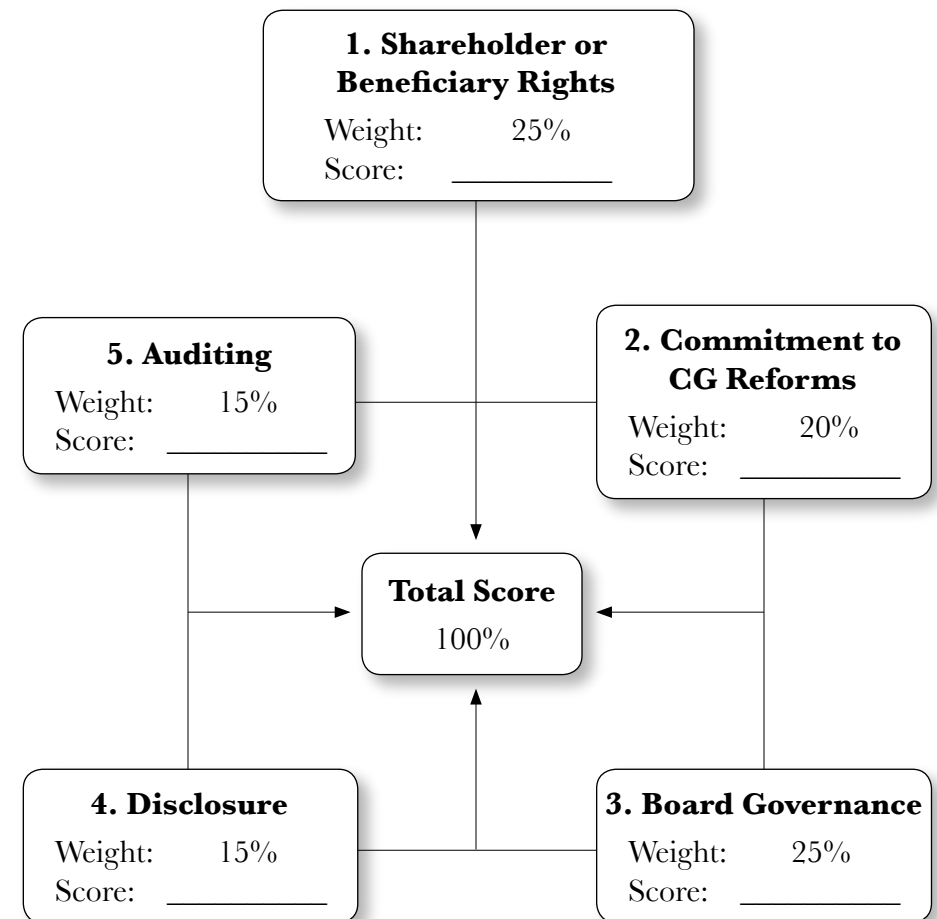 1. Shareholder or
Beneficiary Rights
Weight: 25%
Score:
5. Auditing
Weight: 15%
Score:
2. Commitment to
CG Reforms
Weight: 20%
Score:
Total Score
100%
4. Disclosure
Weight: 15%
Score:
3. Board Governance
Weight: 25%
Score: